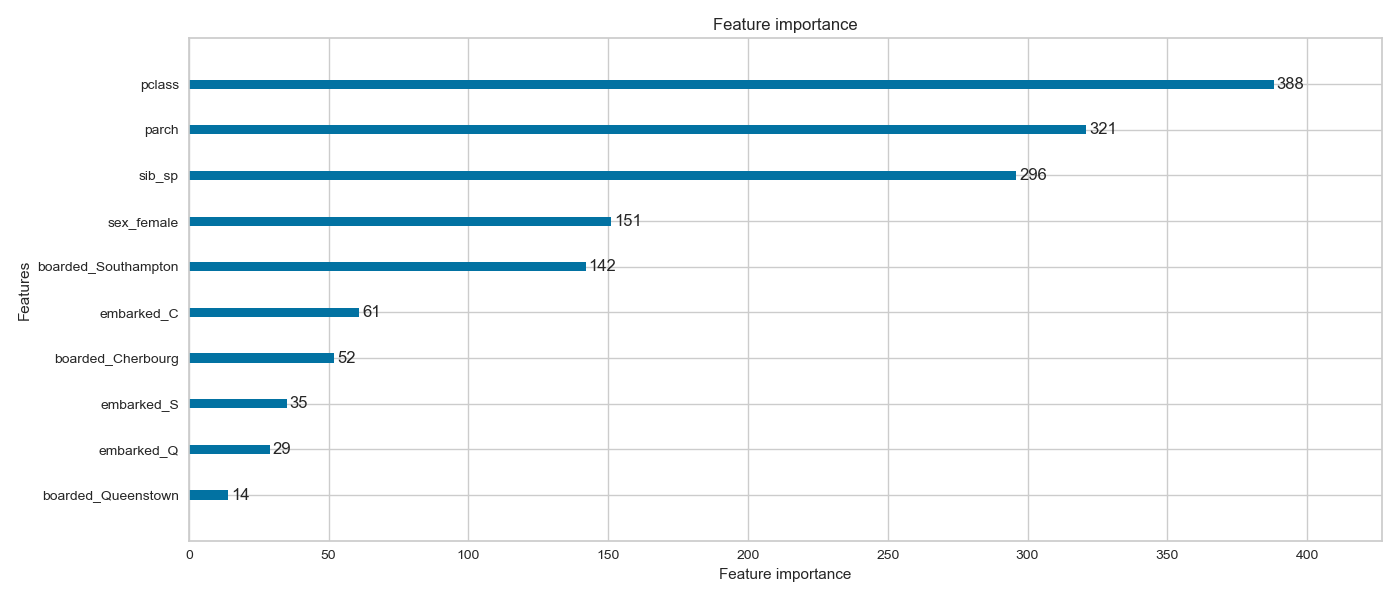 Feature importance
pclass 388
parch 321
sib_sp 296
sex_female 151
boarded_Southampton 142
embarked_C 61
boarded_Cherbourg 52
embarked_S 35
embarked_Q 29
boarded_Queenstown 14
Features
0 50 100 150 200 250 300 350 400
Feature importance